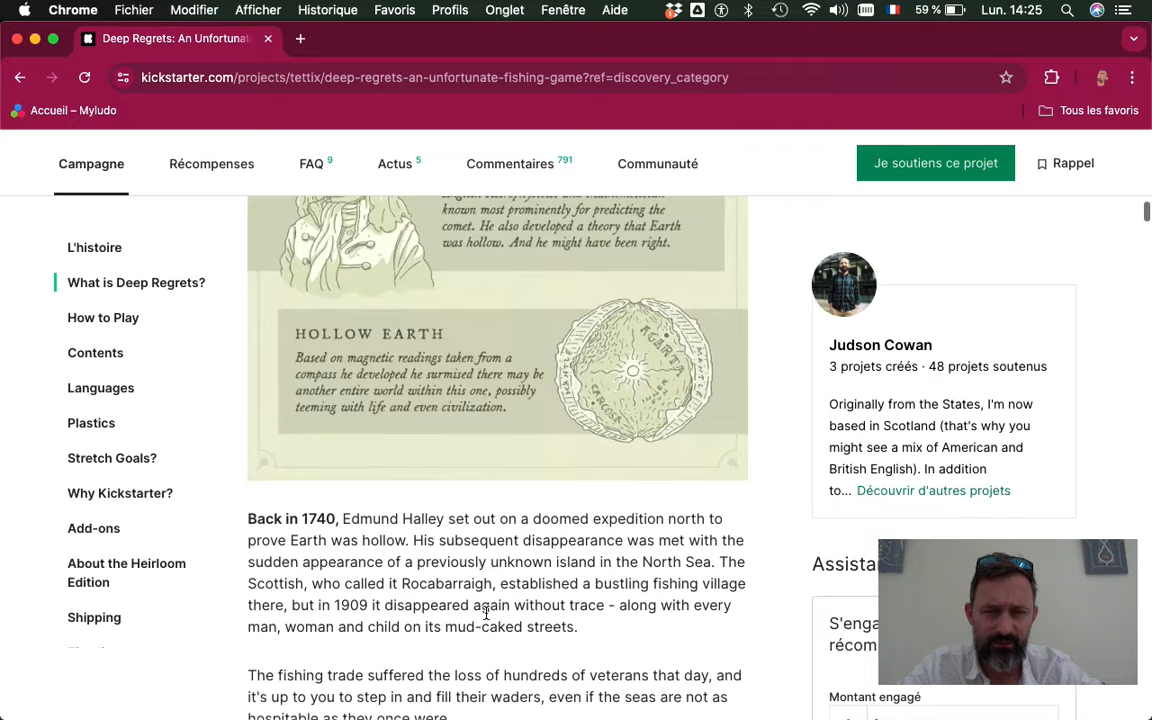 Chrome Fichier Modifier Afficher Historique Favoris Profils Onglet Fenêtre Aide 59 % Lun. 14:25
Deep Regrets: An Unfortunat
kickstarter.com/projects/tettix/deep-regrets-an-unfortunate-fishing-game?ref=discovery_category
Accueil – Myludo Tous les favoris
Campagne Récompenses FAQ 9 Actus 5 Commentaires 791 Communauté Je soutiens ce projet Rappel
L'histoire
What is Deep Regrets?
How to Play
Contents
Languages
Plastics
Stretch Goals?
Why Kickstarter?
Add-ons
About the Heirloom
Edition
Shipping
known most prominently for predicting the
comet. He also developed a theory that Earth
was hollow. And he might have been right.
HOLLOW EARTH
Based on magnetic readings taken from a
compass he developed he surmised there may be
another entire world within this one, possibly
teeming with life and even civilization.
AGARTA
MANTLE
MANTLE
INNER
CARCOSA
Back in 1740, Edmund Halley set out on a doomed expedition north to
prove Earth was hollow. His subsequent disappearance was met with the
sudden appearance of a previously unknown island in the North Sea. The
Scottish, who called it Rocabarraigh, established a bustling fishing village
there, but in 1909 it disappeared again without trace - along with every
man, woman and child on its mud-caked streets.
The fishing trade suffered the loss of hundreds of veterans that day, and
it's up to you to step in and fill their waders, even if the seas are not as
hospitable as they once were.
Judson Cowan
3 projets créés · 48 projets soutenus
Originally from the States, I'm now
based in Scotland (that's why you
might see a mix of American and
British English). In addition
to... Découvrir d'autres projets
Assista
S'enga
récom
Montant engagé